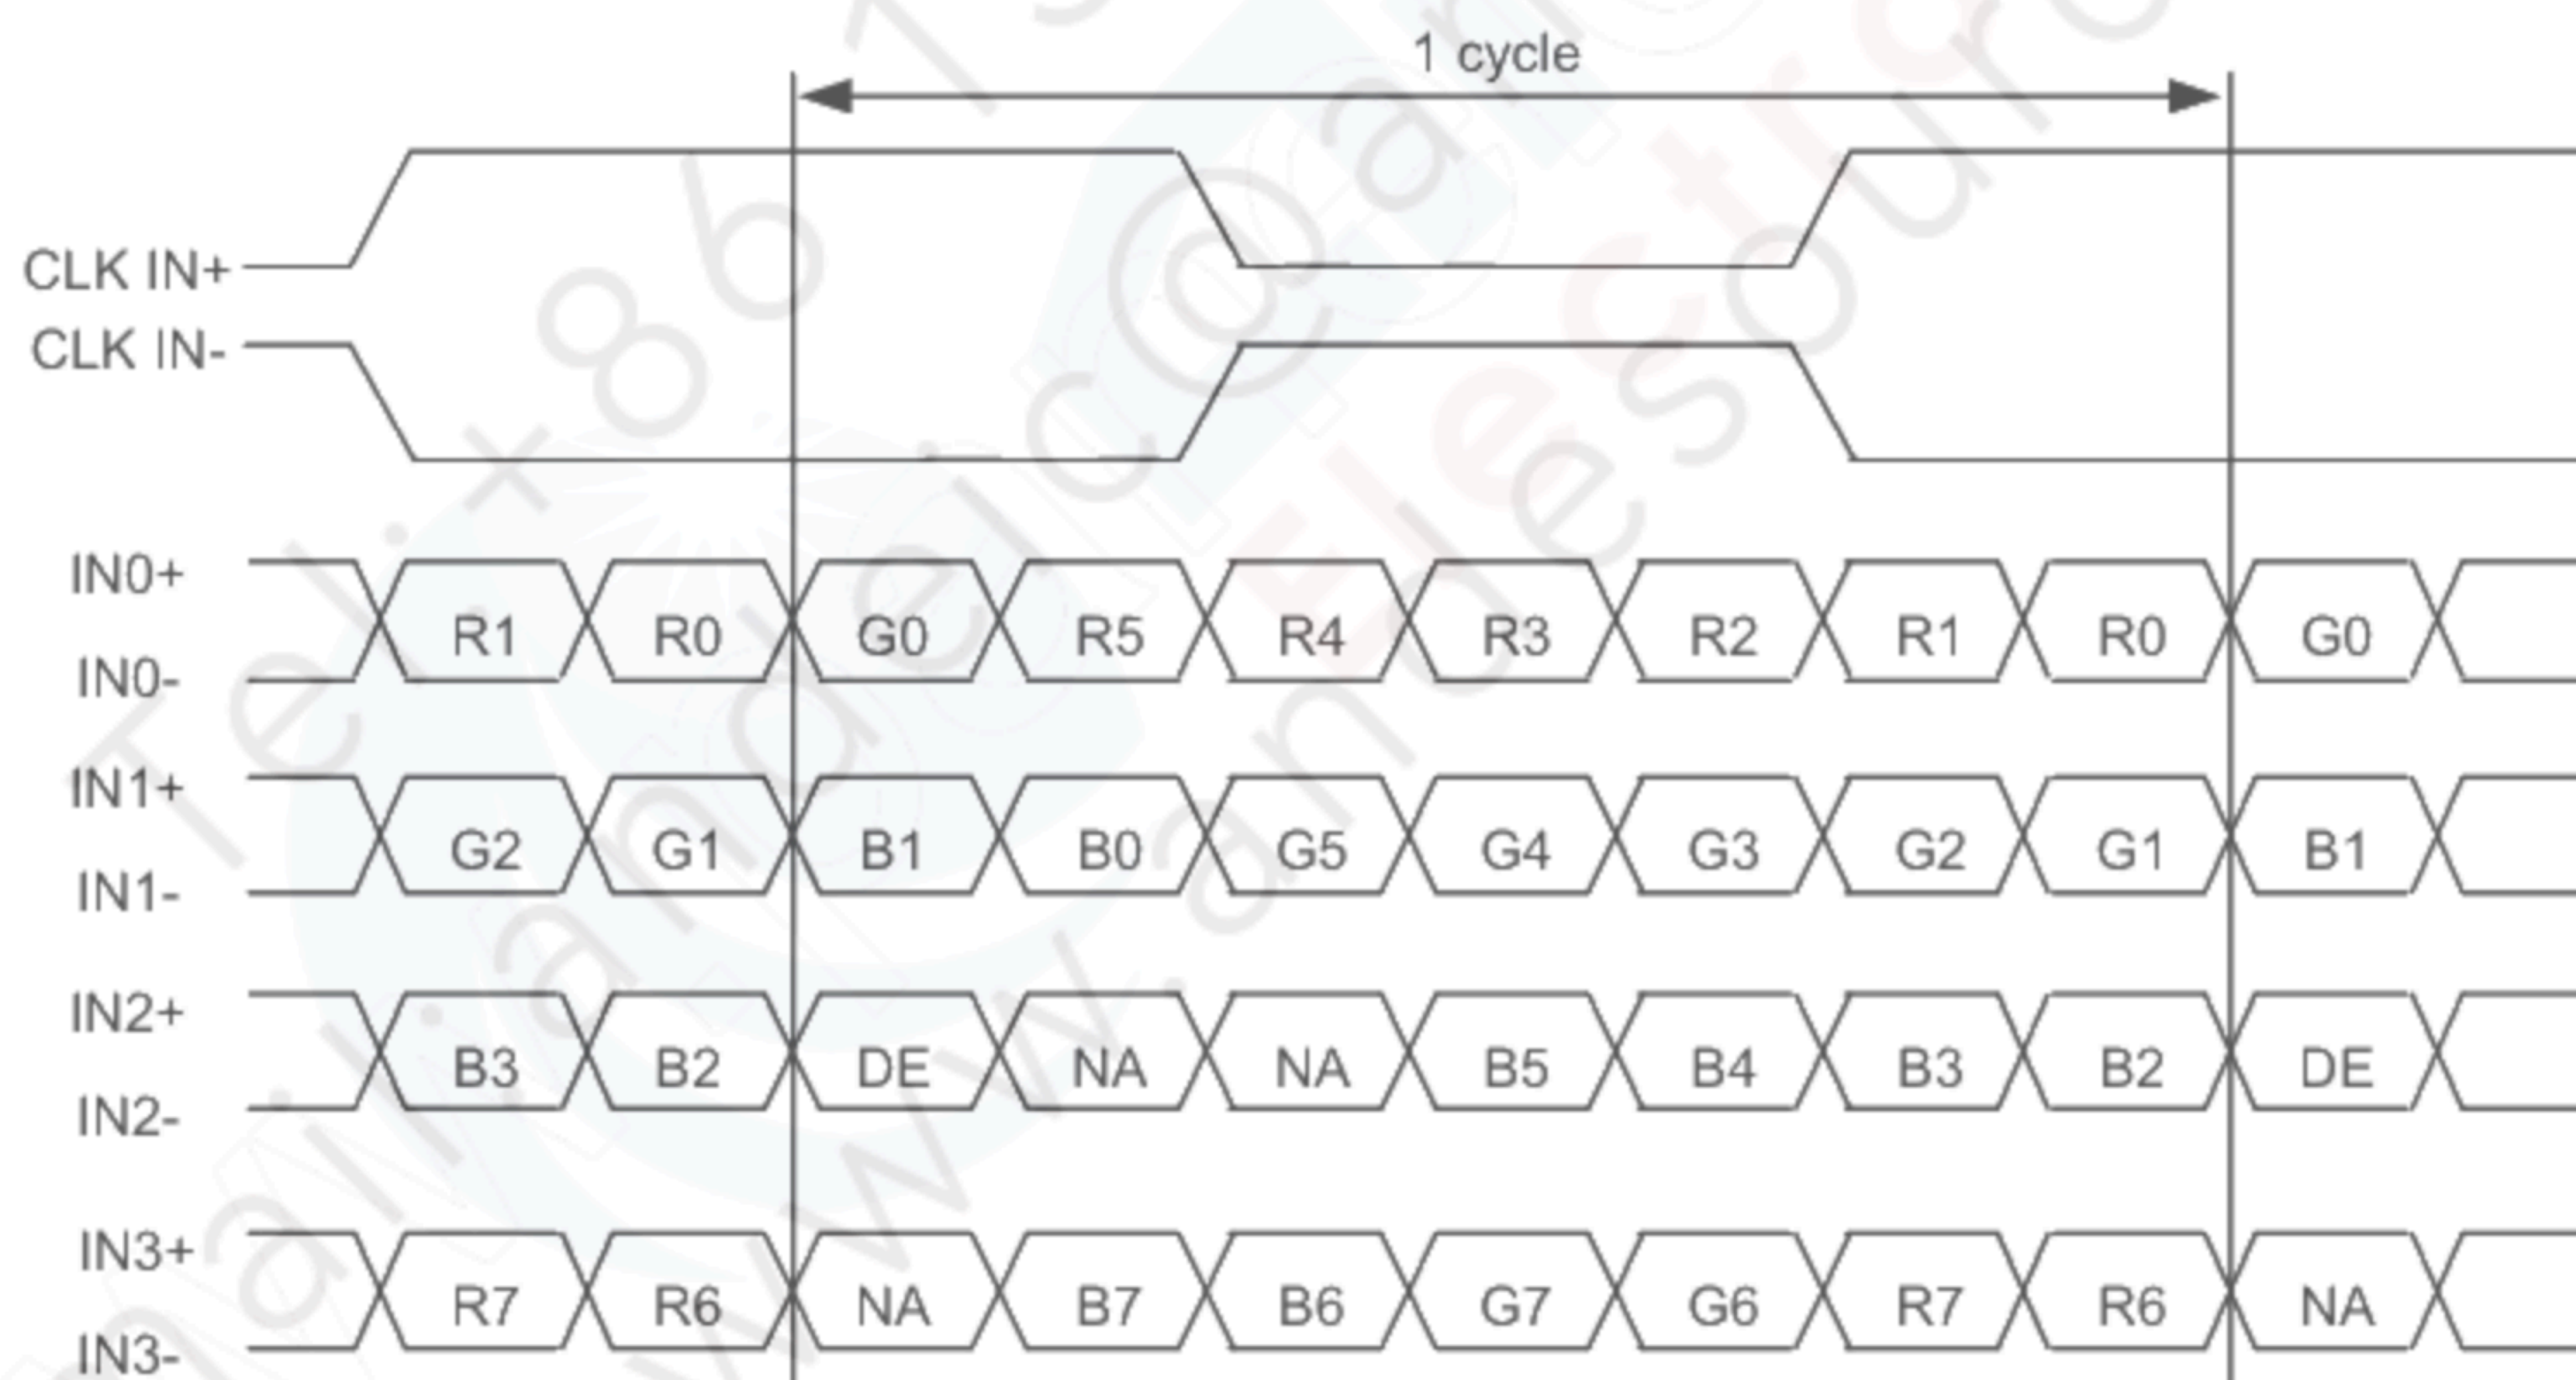 1 cycle
CLK IN+
CLK IN-
IN0+
R1 R0 G0 R5 R4 R3 R2 R1 R0 G0
IN0-
IN1+
G2 G1 B1 B0 G5 G4 G3 G2 G1 B1
IN1-
IN2+
B3 B2 DE NA NA B5 B4 B3 B2 DE
IN2-
IN3+
R7 R6 NA B7 B6 G7 G6 R7 R6 NA
IN3-